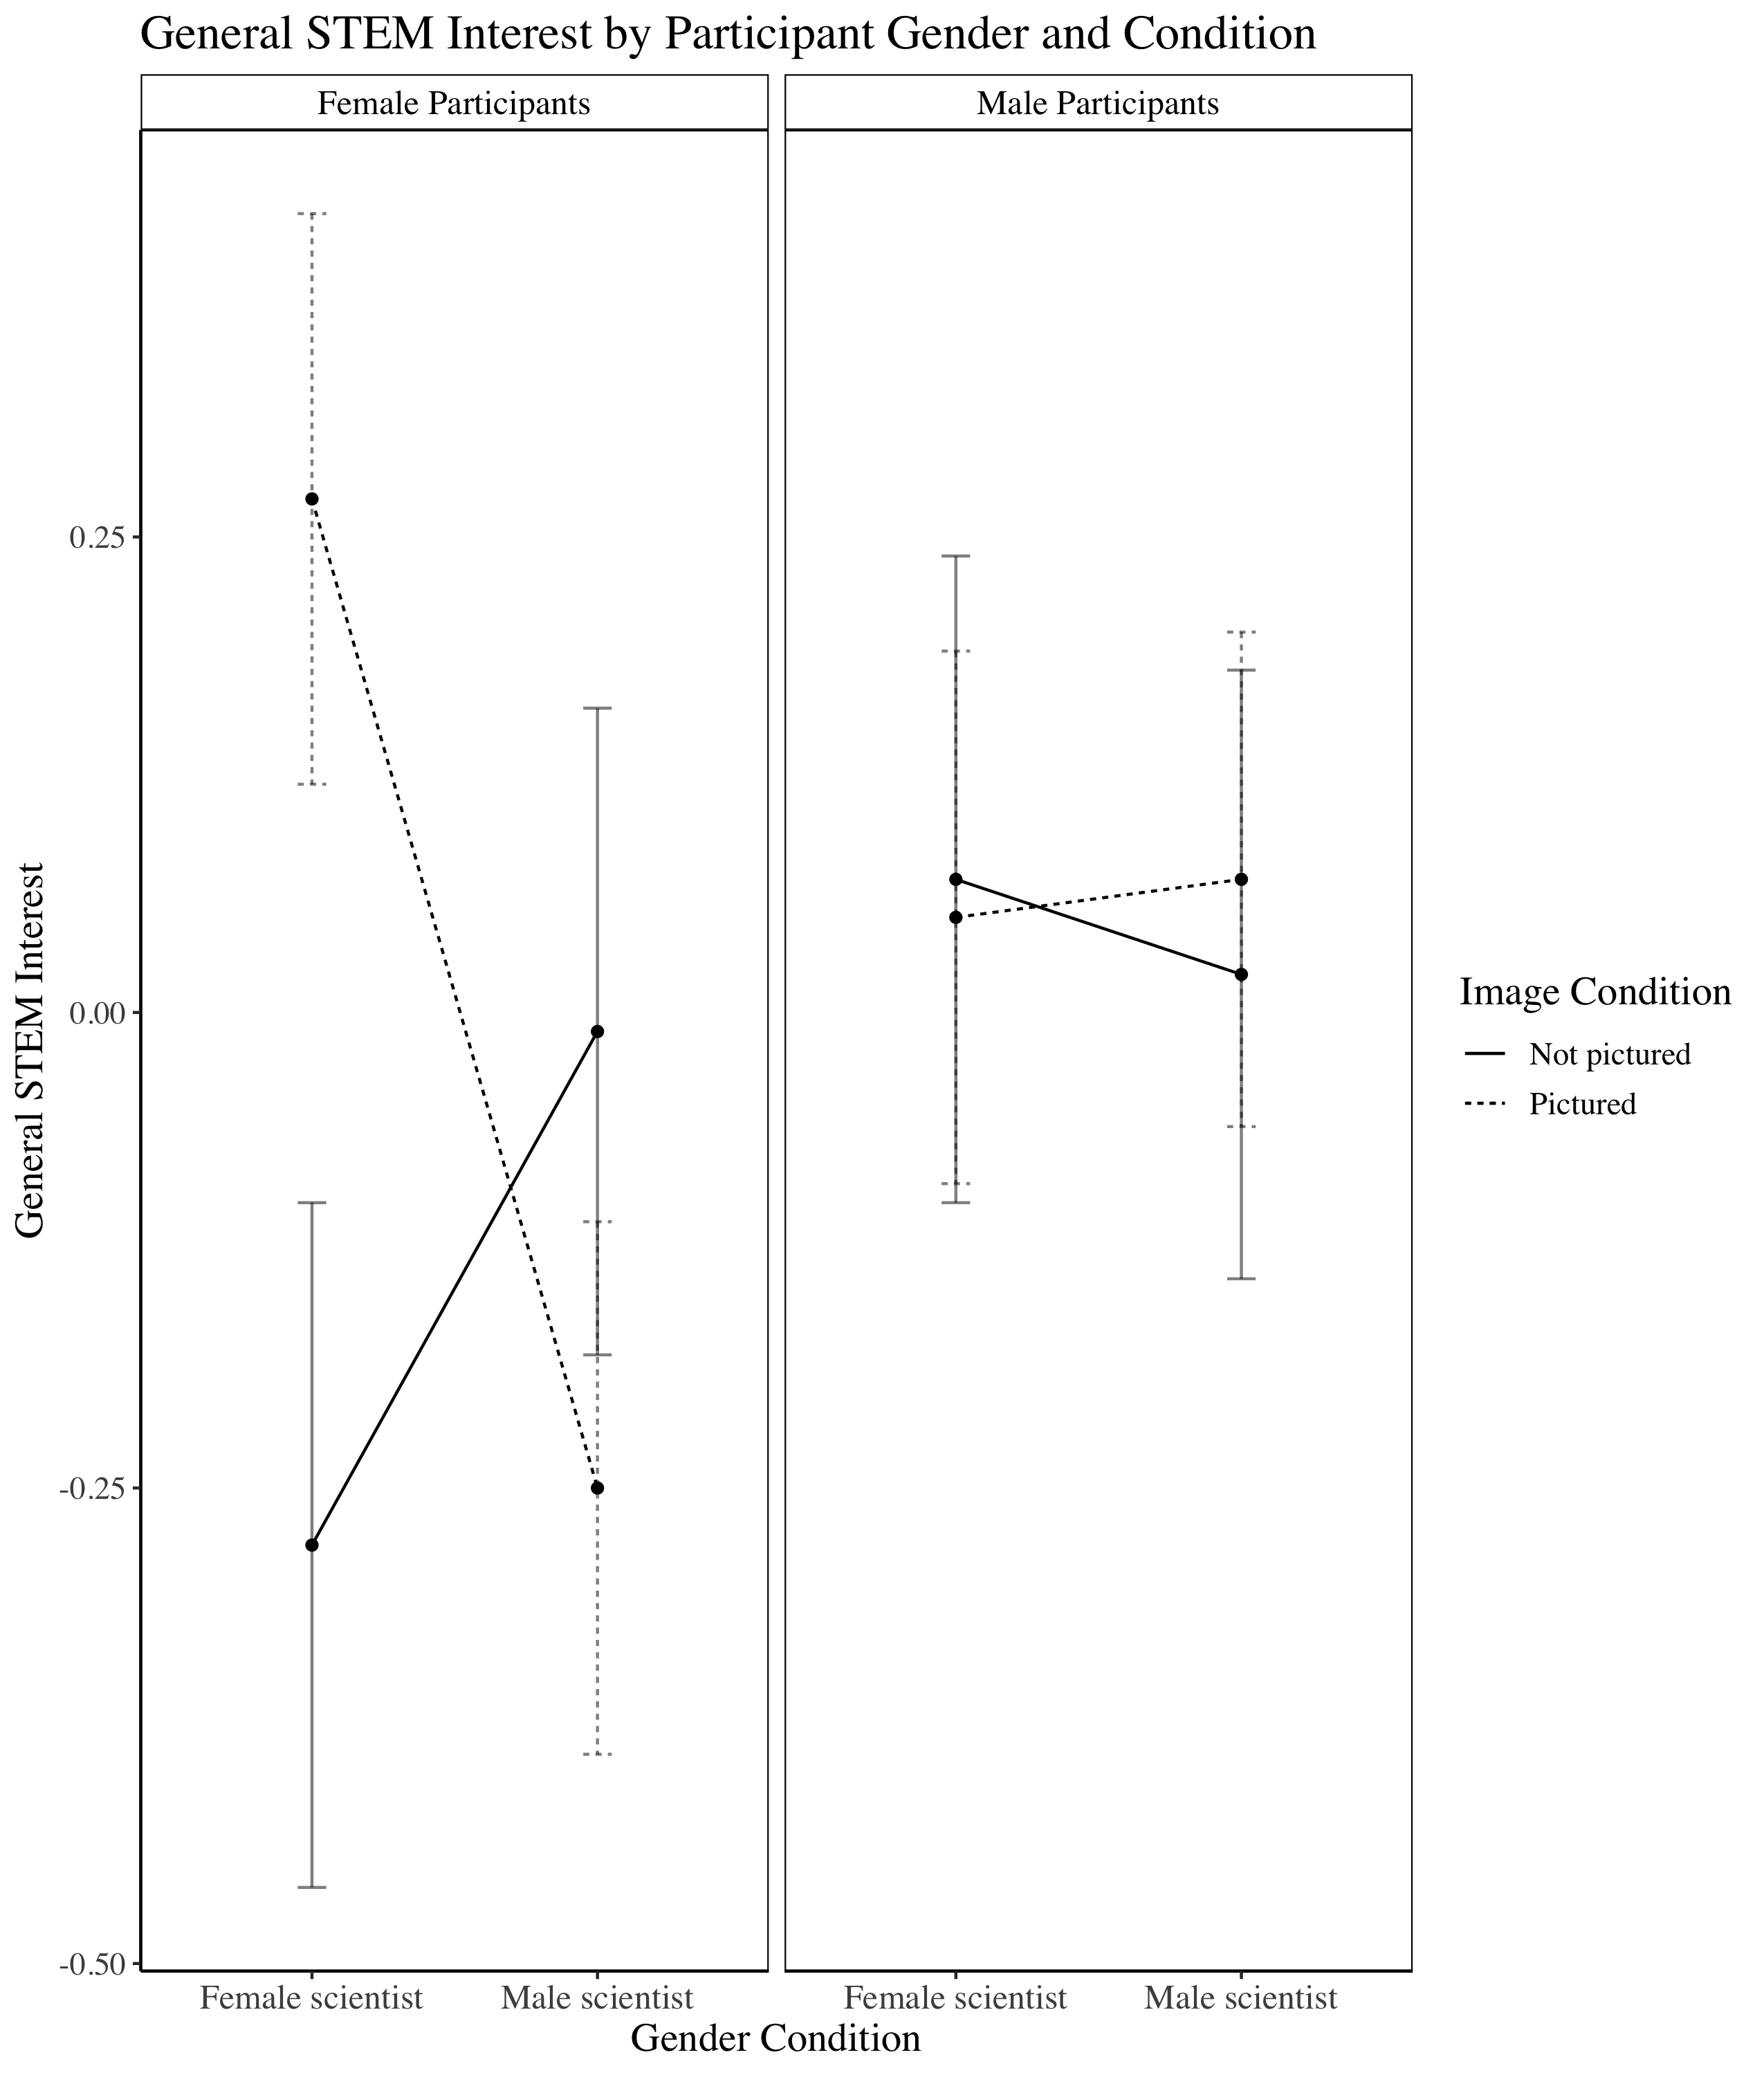 General STEM Interest by Participant Gender and Condition
Female Participants
Male Participants
General STEM Interest
0.25
0.00
-0.25
-0.50
Female scientist
Male scientist
Female scientist
Male scientist
Gender Condition
Image Condition
Not pictured
Pictured